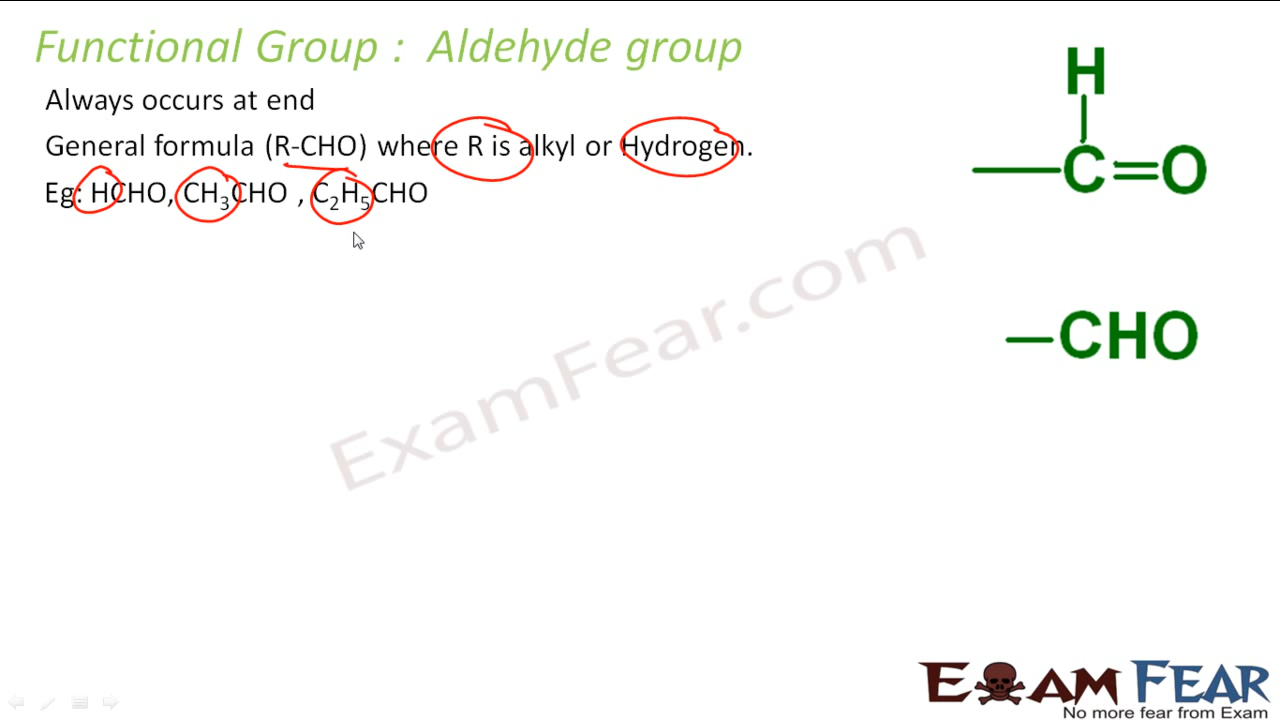 Functional Group : Aldehyde group
Always occurs at end
General formula (R-CHO) where R is alkyl or Hydrogen.
Eg: HCHO, CH₃CHO , C₂H₅CHO
H
—C=O
—CHO
ExamFear.com
EXAM FEAR
No more fear from Exam